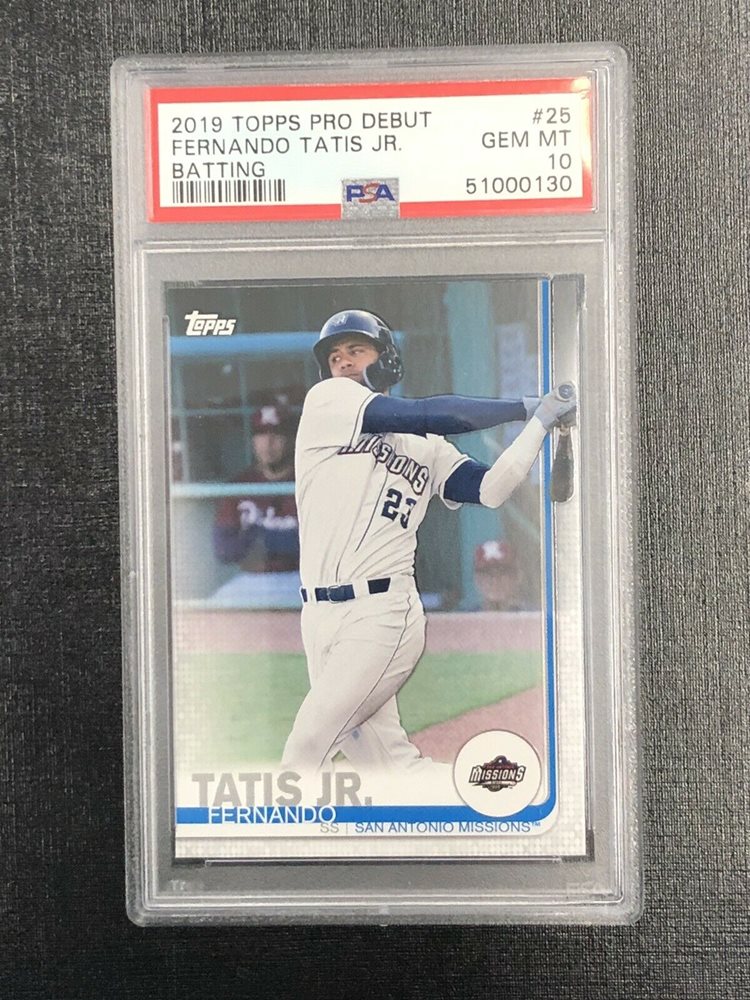 2019 TOPPS PRO DEBUT #25
FERNANDO TATIS JR. GEM MT
BATTING 10
PSA 51000130
Topps
MISSIONS
23
MISSIONS
TATIS JR.
FERNANDO
SS | SAN ANTONIO MISSIONS™